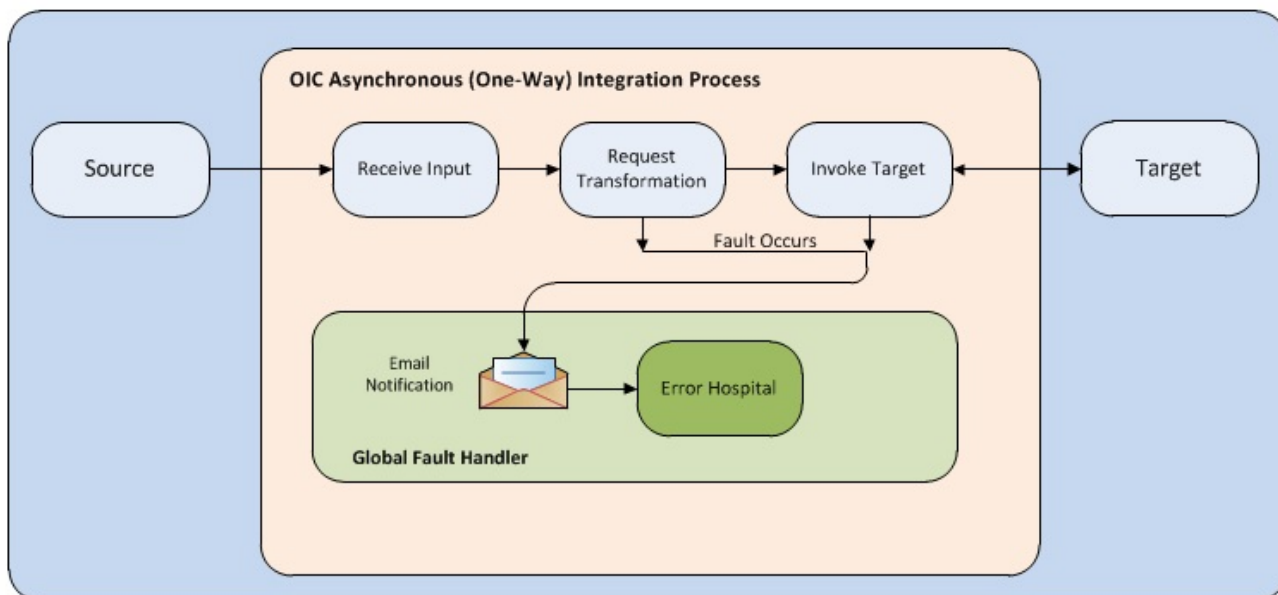 OIC Asynchronous (One-Way) Integration Process
Source
Receive Input
Request
Transformation
Invoke Target
Target
Fault Occurs
Email
Notification
Error Hospital
Global Fault Handler